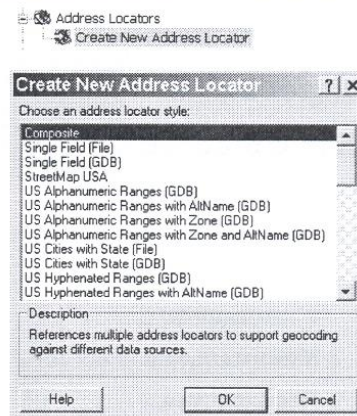 Address Locators
Create New Address Locator
Create New Address Locator
? x
Choose an address locator style:
Composite
Single Field (File)
Single Field (GDB)
StreetMap USA
US Alphanumeric Ranges (GDB)
US Alphanumeric Ranges with AltName (GDB)
US Alphanumeric Ranges with Zone (GDB)
US Alphanumeric Ranges with Zone and AltName (GDB)
US Cities with State (File)
US Cities with State (GDB)
US Hyphenated Ranges (GDB)
US Hyphenated Ranges with AltName (GDB)
Description
References multiple address locators to support geocoding
against different data sources.
Help OK Cancel